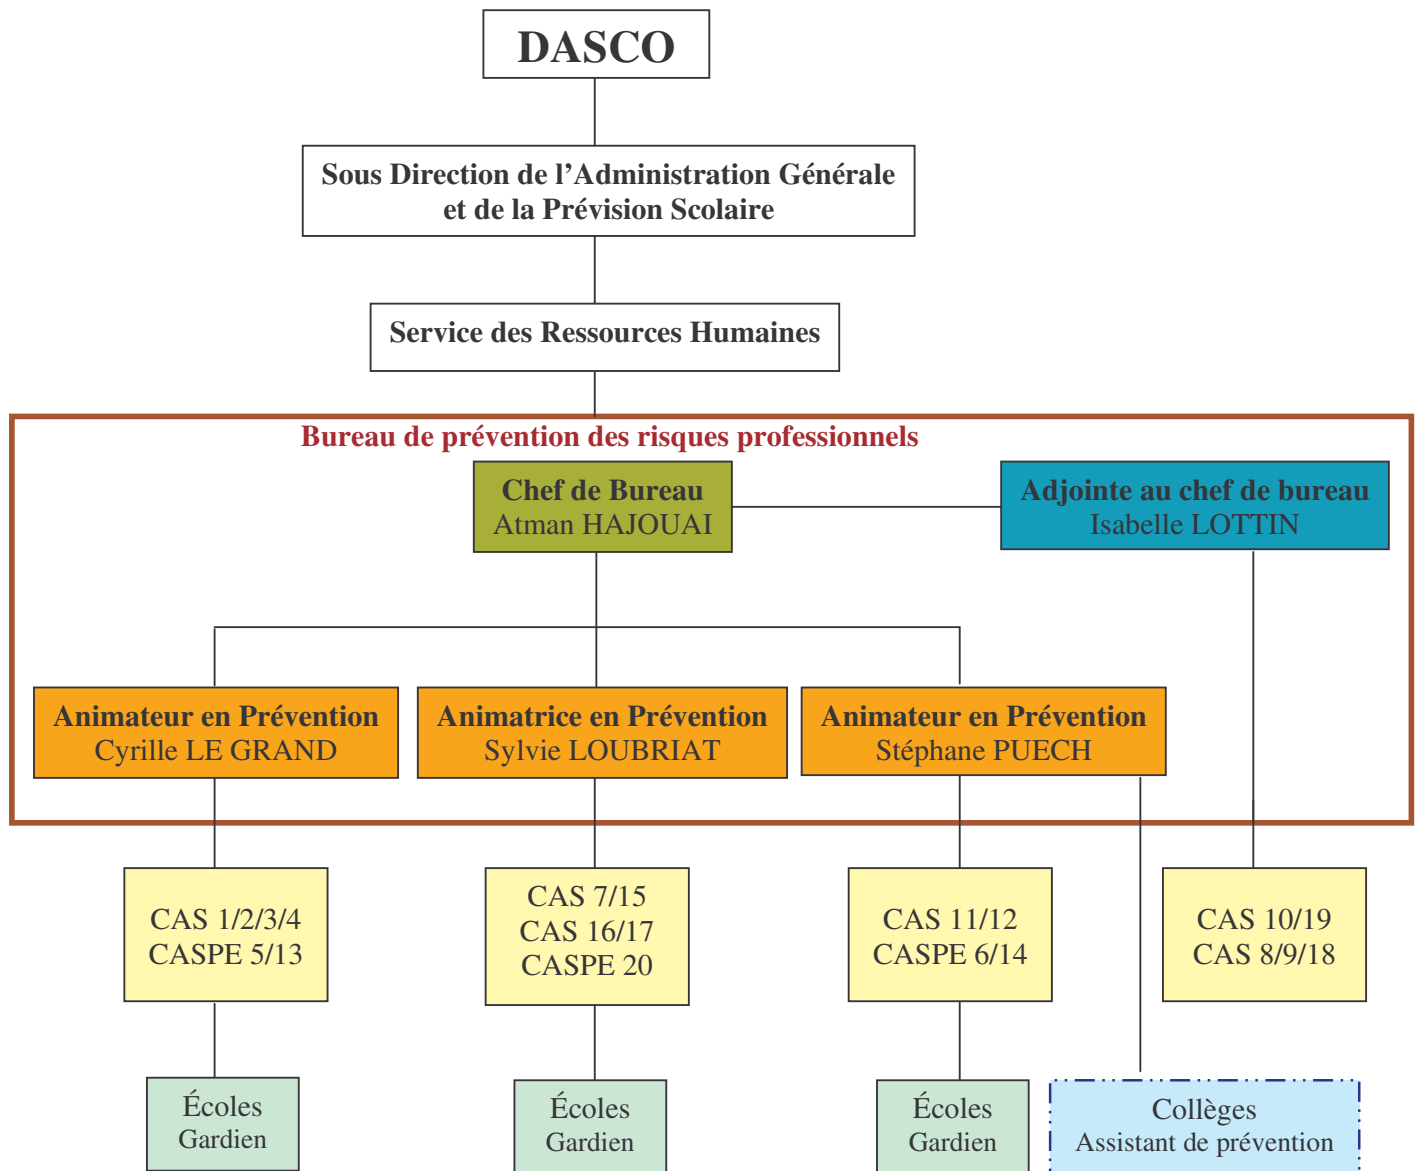 DASCO
Sous Direction de l’Administration Générale
et de la Prévision Scolaire
Service des Ressources Humaines
Bureau de prévention des risques professionnels
Chef de Bureau
Atman HAJOUAI
Adjointe au chef de bureau
Isabelle LOTTIN
Animateur en Prévention
Cyrille LE GRAND
Animatrice en Prévention
Sylvie LOUBRIAT
Animateur en Prévention
Stéphane PUECH
CAS 1/2/3/4
CASPE 5/13
CAS 7/15
CAS 16/17
CASPE 20
CAS 11/12
CASPE 6/14
CAS 10/19
CAS 8/9/18
Écoles
Gardien
Écoles
Gardien
Écoles
Gardien
Collèges
Assistant de prévention